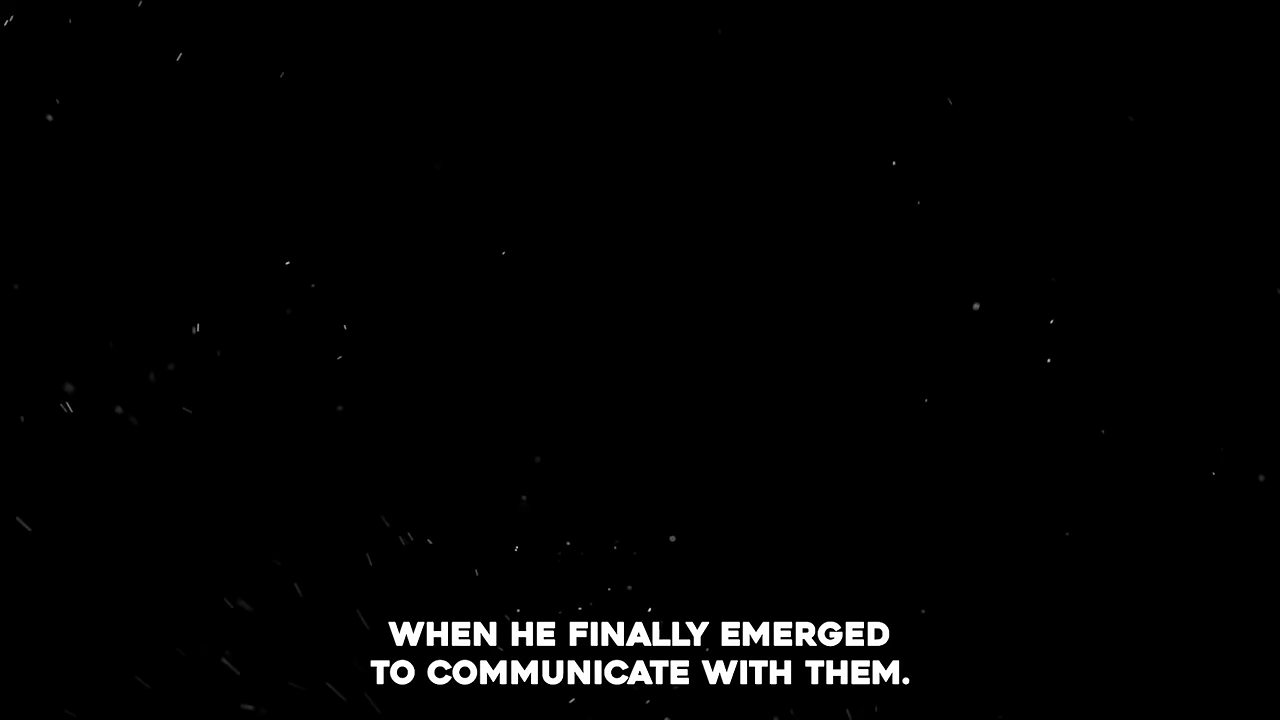 WHEN HE FINALLY EMERGED
TO COMMUNICATE WITH THEM.